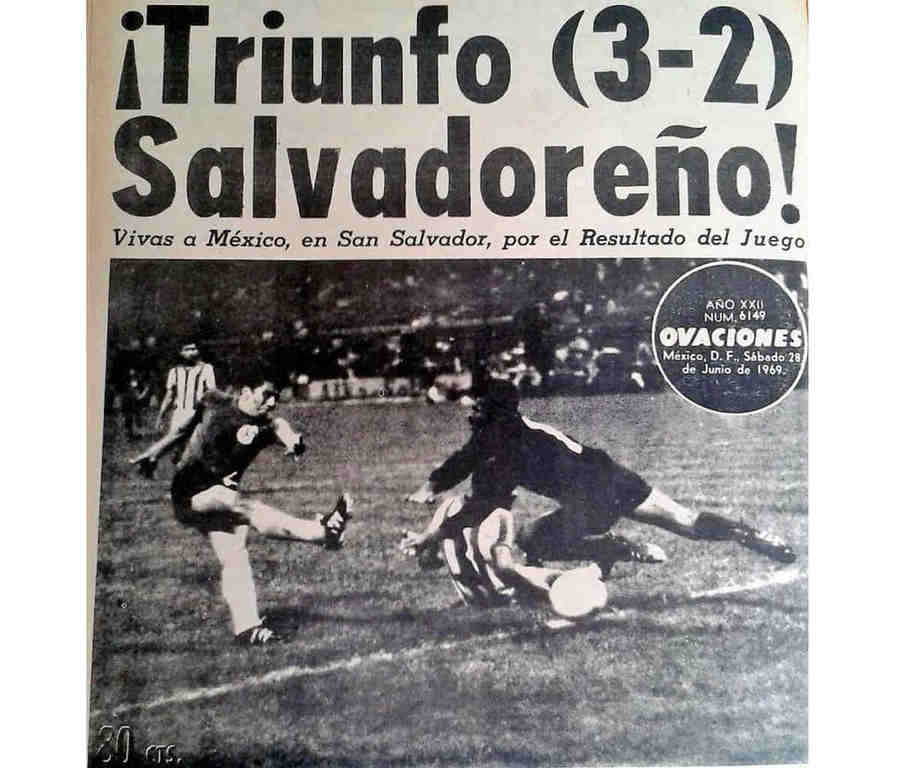 ¡Triunfo (3-2)
Salvadoreño!
Vivas a México, en San Salvador, por el Resultado del Juego
AÑO XXII
NUM. 6149
OVACIONES
México, D. F., Sábado 28
de Junio de 1969.
80 CTS.